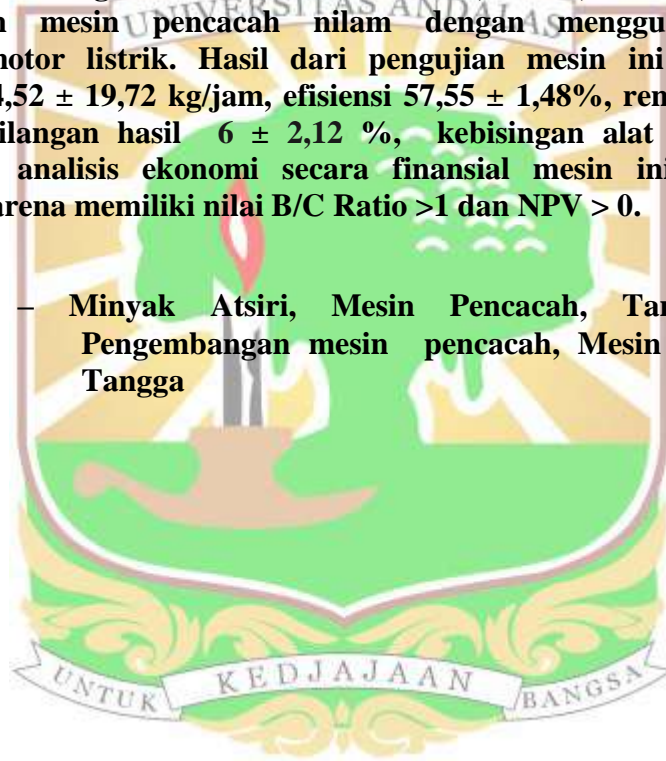 UNIVERSITAS ANDALAS
mesin pencacah nilam dengan menggu
motor listrik. Hasil dari pengujian mesin ini
4,52 ± 19,72 kg/jam, efisiensi 57,55 ± 1,48%, ren
ilangan hasil 6 ± 2,12 %, kebisingan alat
analisis ekonomi secara finansial mesin ini
arena memiliki nilai B/C Ratio >1 dan NPV > 0.
– Minyak Atsiri, Mesin Pencacah, Tan
Pengembangan mesin pencacah, Mesin
Tangga
UNTUK KEDJAJAAN BANGSA